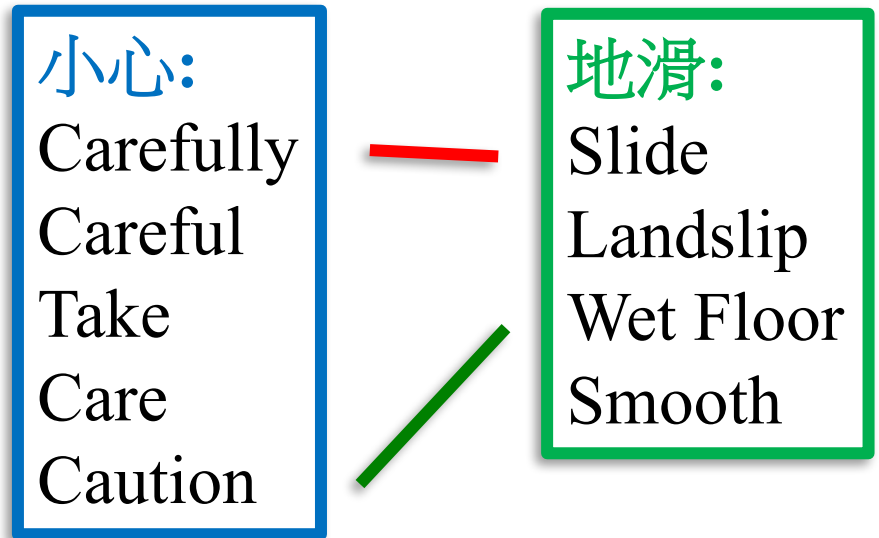 小心:
Carefully
Careful
Take
Care
Caution
地滑:
Slide
Landslip
Wet Floor
Smooth